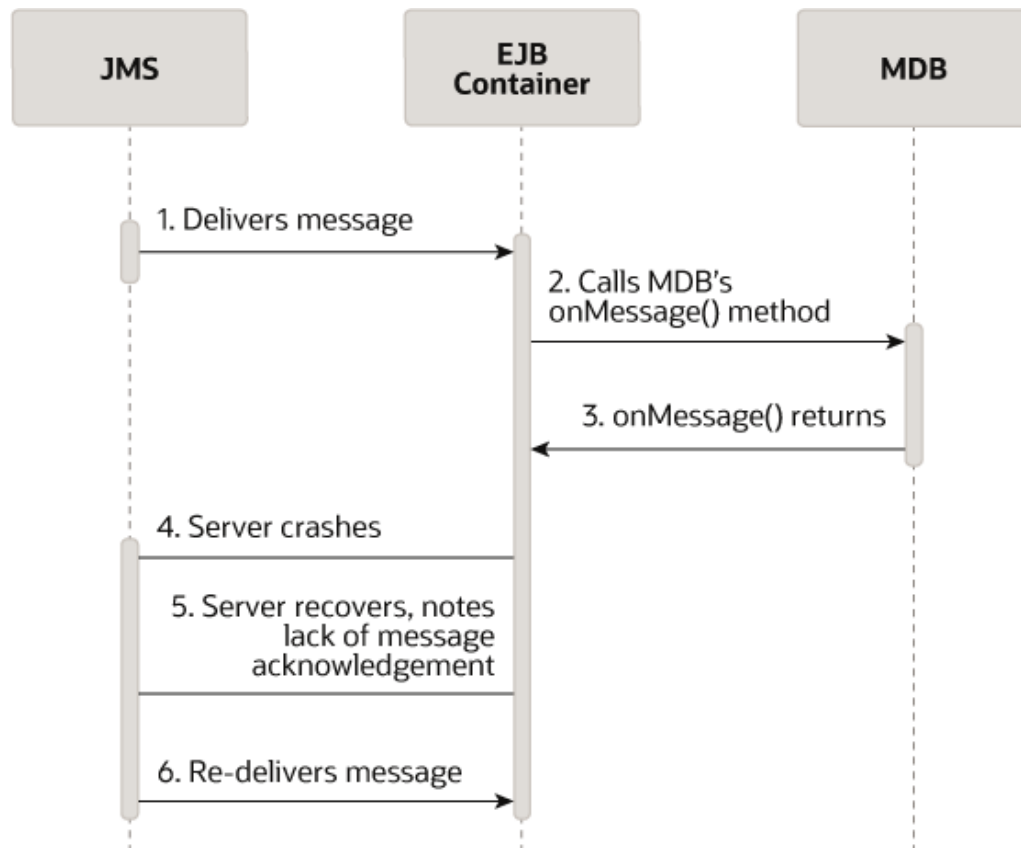 JMS
EJB
Container
MDB
1. Delivers message
2. Calls MDB's
onMessage() method
3. onMessage() returns
4. Server crashes
5. Server recovers, notes
lack of message
acknowledgement
6. Re-delivers message